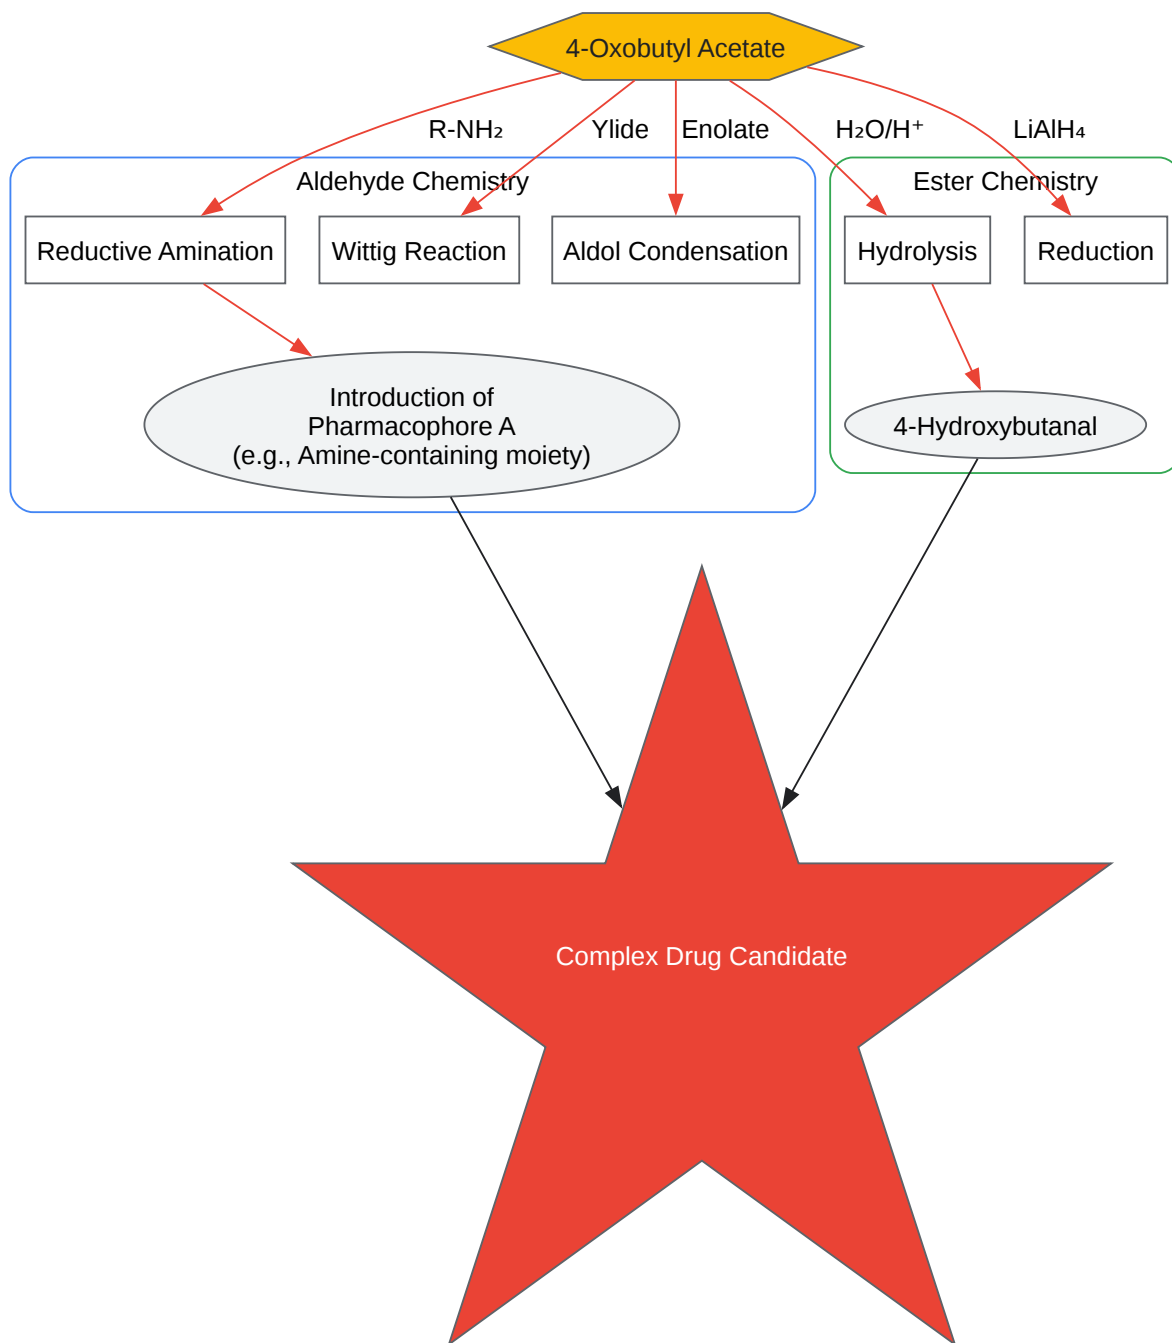 4-Oxobutyl Acetate
R-NH₂
Ylide
Enolate
H₂O/H⁺
LiAlH₄
Aldehyde Chemistry
Ester Chemistry
Reductive Amination
Wittig Reaction
Aldol Condensation
Hydrolysis
Reduction
Introduction of
Pharmacophore A
(e.g., Amine-containing moiety)
4-Hydroxybutanal
Complex Drug Candidate